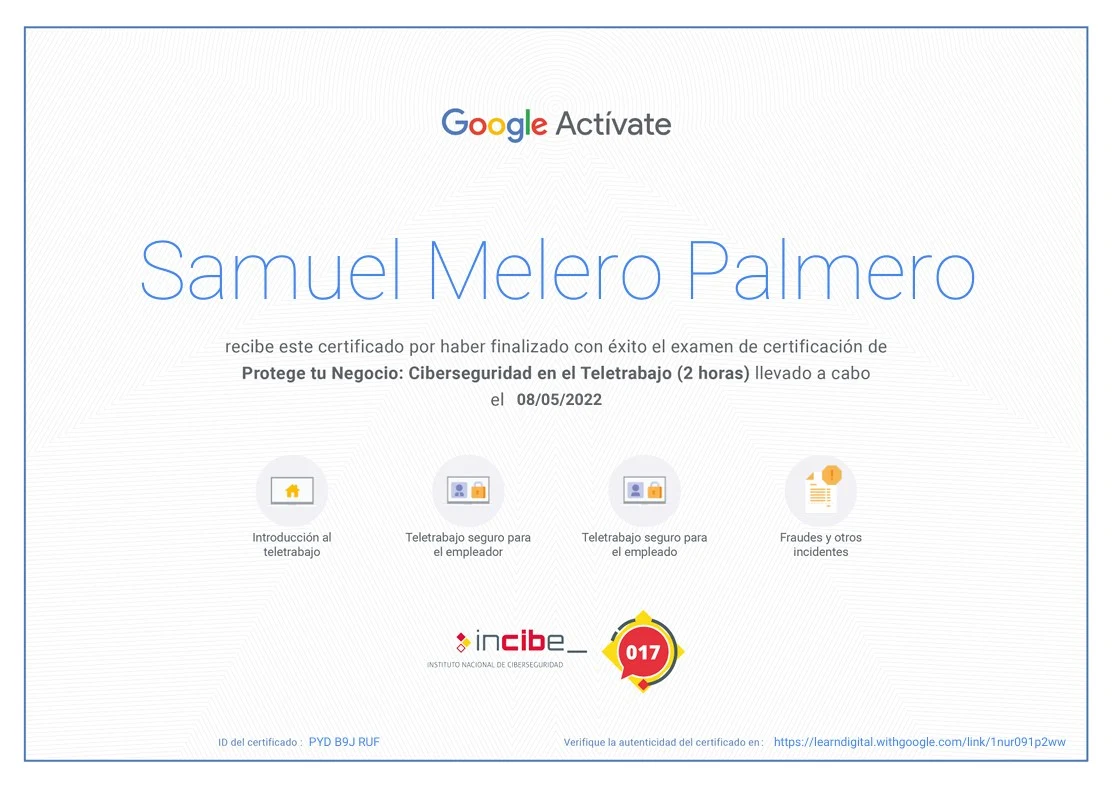 Google Actívate
Samuel Melero Palmero
recibe este certificado por haber finalizado con éxito el examen de certificación de
Protege tu Negocio: Ciberseguridad en el Teletrabajo (2 horas) llevado a cabo
el 08/05/2022
Introducción al
teletrabajo
Teletrabajo seguro para
el empleador
Teletrabajo seguro para
el empleado
Fraudes y otros
incidentes
incibe_
INSTITUTO NACIONAL DE CIBERSEGURIDAD
017
ID del certificado : PYD B9J RUF
Verifique la autenticidad del certificado en : https://learndigital.withgoogle.com/link/1nur091p2ww